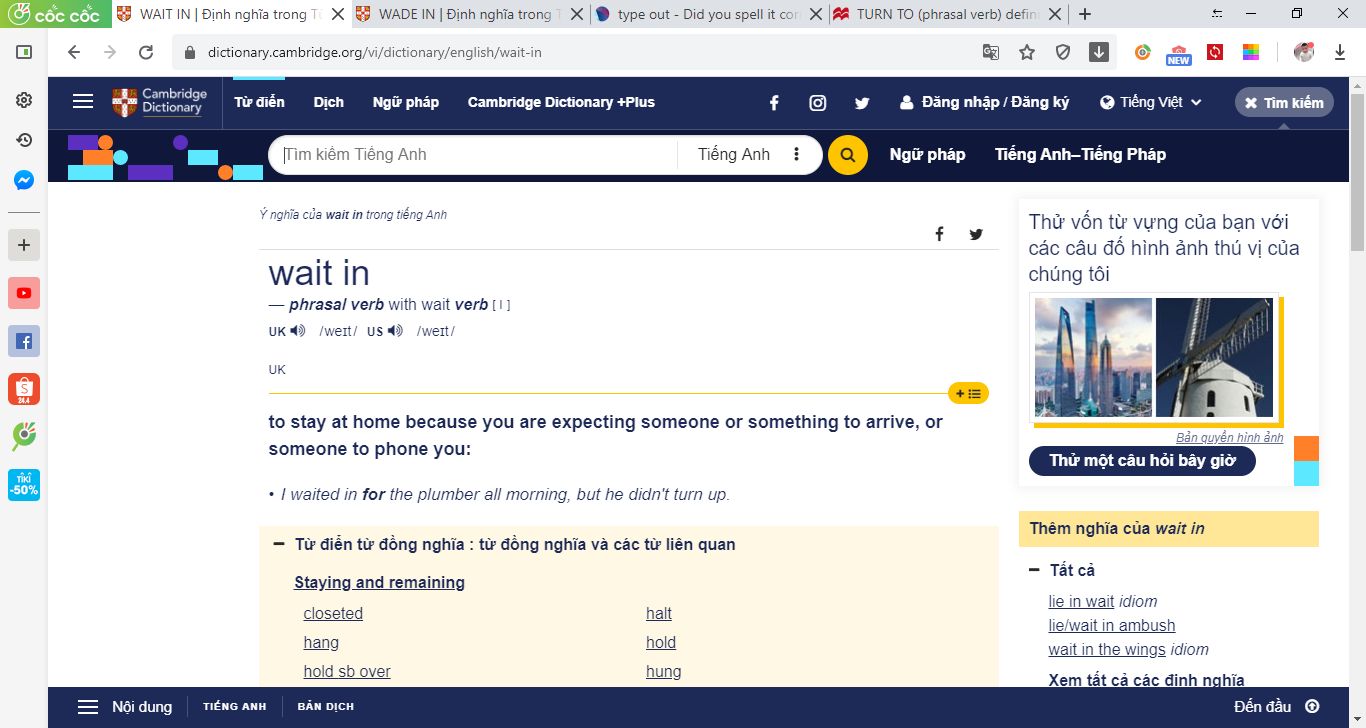 cốc cốc
WAIT IN | Định nghĩa trong Từ
WADE IN | Định nghĩa trong T
type out - Did you spell it cor
TURN TO (phrasal verb) defin
dictionary.cambridge.org/vi/dictionary/english/wait-in
NEW
Cambridge
Dictionary
Từ điển
Dịch
Ngữ pháp
Cambridge Dictionary +Plus
Đăng nhập / Đăng ký
Tiếng Việt
Tìm kiếm
Tìm kiếm Tiếng Anh
Tiếng Anh
Ngữ pháp
Tiếng Anh–Tiếng Pháp
Ý nghĩa của wait in trong tiếng Anh
wait in
— phrasal verb with wait verb [ I ]
UK /weɪt/ US /weɪt/
UK
to stay at home because you are expecting someone or something to arrive, or
someone to phone you:
• I waited in for the plumber all morning, but he didn't turn up.
Từ điển từ đồng nghĩa : từ đồng nghĩa và các từ liên quan
Staying and remaining
closeted
halt
hang
hold
hold sb over
hung
Thử vốn từ vựng của bạn với
các câu đố hình ảnh thú vị của
chúng tôi
Bản quyền hình ảnh
Thử một câu hỏi bây giờ
Thêm nghĩa của wait in
Tất cả
lie in wait idiom
lie/wait in ambush
wait in the wings idiom
Xem tất cả các định nghĩa
24.4
TIKI
-50%
Nội dung
TIẾNG ANH
BẢN DỊCH
Đến đầu